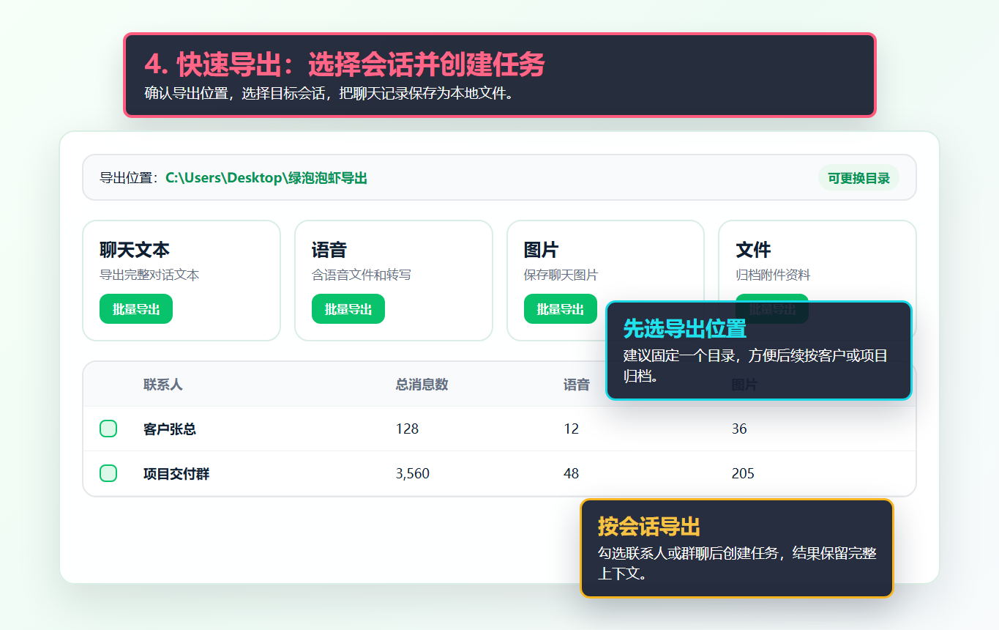 4. 快速导出：选择会话并创建任务
确认导出位置，选择目标会话，把聊天记录保存为本地文件。
导出位置：C:\Users\Desktop\绿泡泡虾导出
可更换目录
聊天文本
导出完整对话文本
批量导出
语音
含语音文件和转写
批量导出
图片
保存聊天图片
批量导出
文件
归档附件资料
批量导出
先选导出位置
建议固定一个目录，方便后续按客户或项目
归档。
联系人 总消息数 语音 图片
客户张总 128 12 36
项目交付群 3,560 48 205
按会话导出
勾选联系人或群聊后创建任务，结果保留完整
上下文。